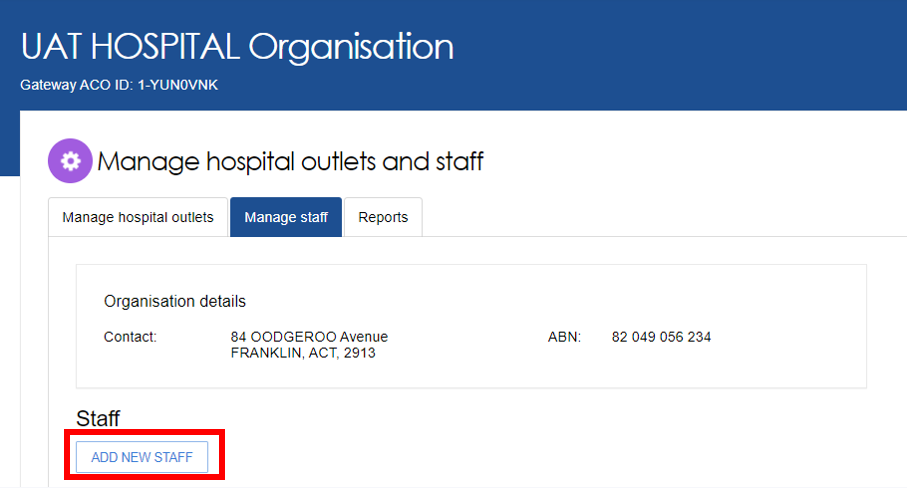 UAT HOSPITAL Organisation
Gateway ACO ID: 1-YUN0VNK
Manage hospital outlets and staff
Manage hospital outlets Manage staff Reports
Organisation details
Contact: 84 OODGEROO Avenue ABN: 82 049 056 234
FRANKLIN, ACT, 2913
Staff
ADD NEW STAFF